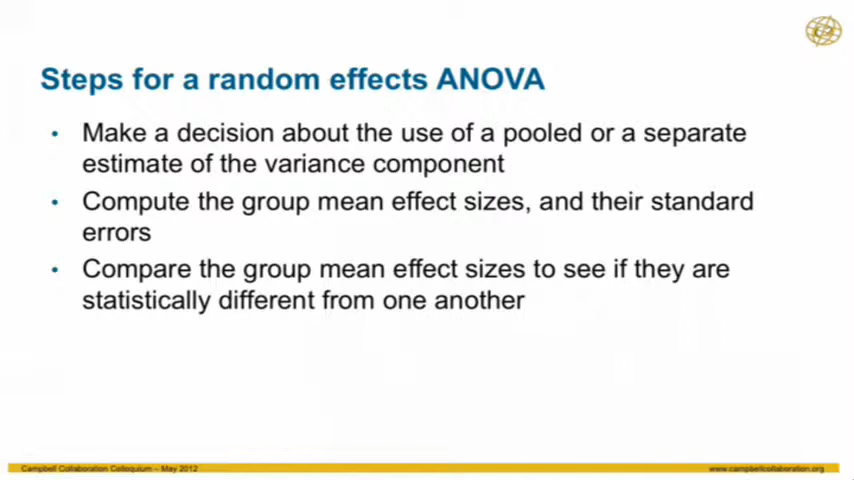 Steps for a random effects ANOVA
• Make a decision about the use of a pooled or a separate
estimate of the variance component
• Compute the group mean effect sizes, and their standard
errors
• Compare the group mean effect sizes to see if they are
statistically different from one another
Campbell Collaboration Colloquium – May 2012
www.campbellcollaboration.org